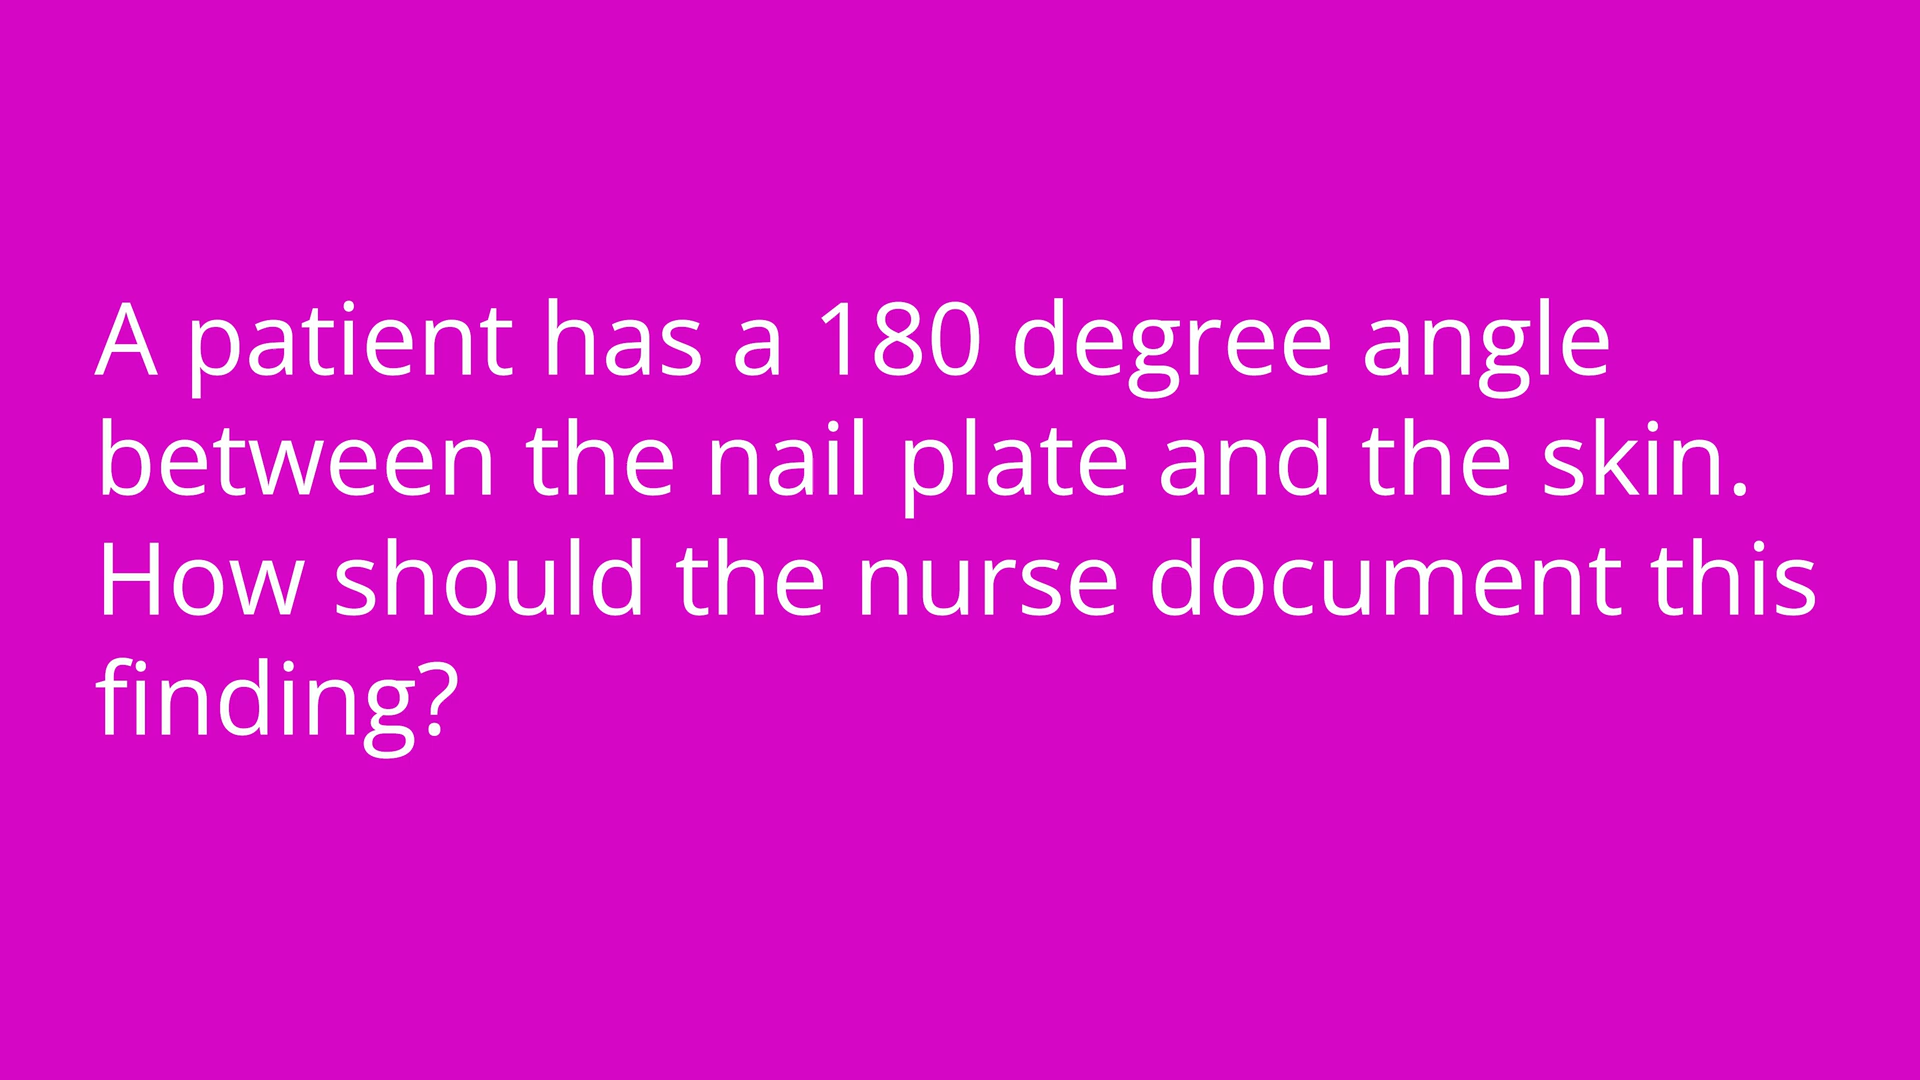 A patient has a 180 degree angle
between the nail plate and the skin.
How should the nurse document this
finding?